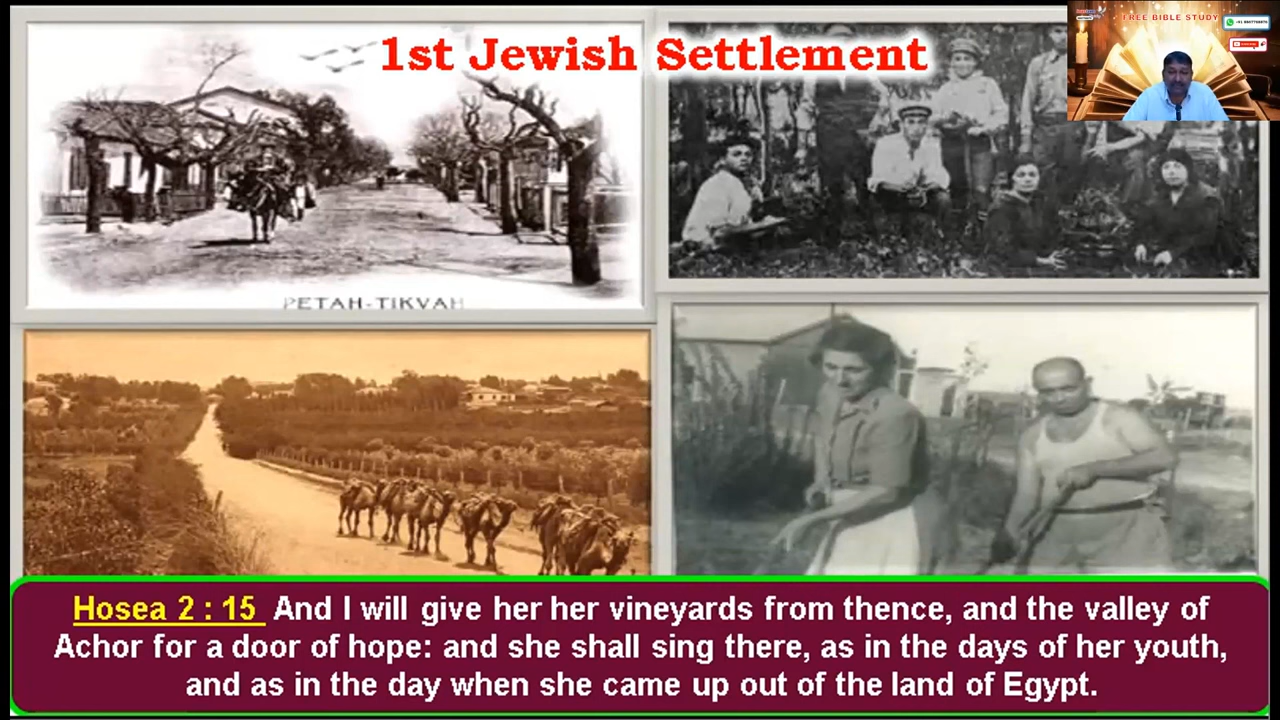 1st Jewish Settlement
FREE BIBLE STUDY
PETAH-TIKVAH
Hosea 2 : 15 And I will give her her vineyards from thence, and the valley of
Achor for a door of hope: and she shall sing there, as in the days of her youth,
and as in the day when she came up out of the land of Egypt.